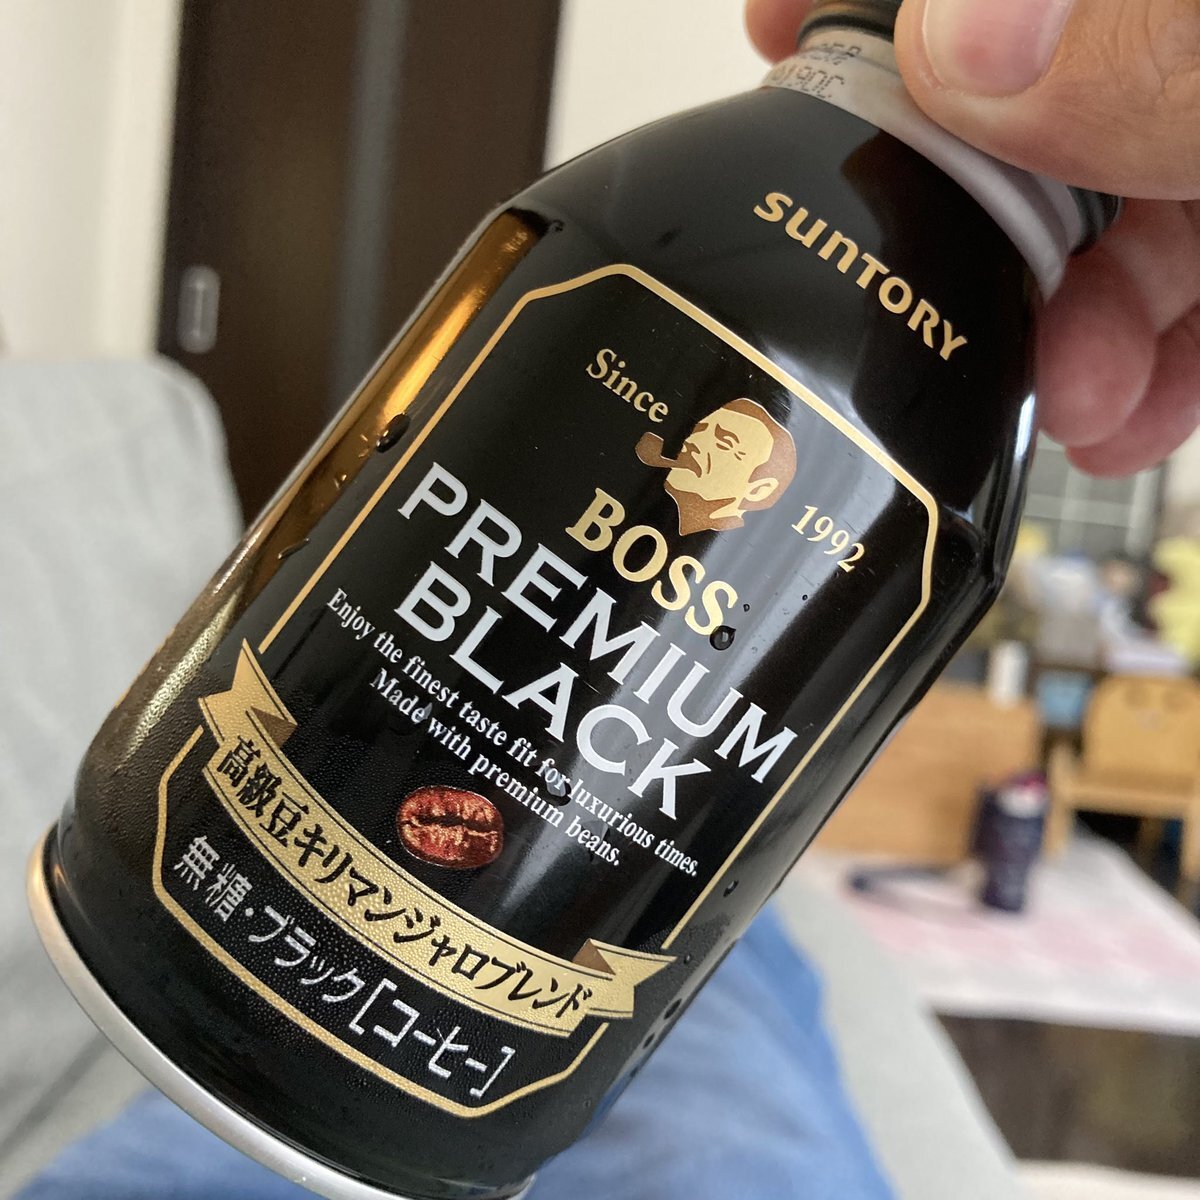 SUNTORY
Since 1992
BOSS
PREMIUM
BLACK
Enjoy the finest taste fit for luxurious times.
Made with premium beans.
高級豆キリマンジャロブレンド
無糖・ブラック[コーヒー]